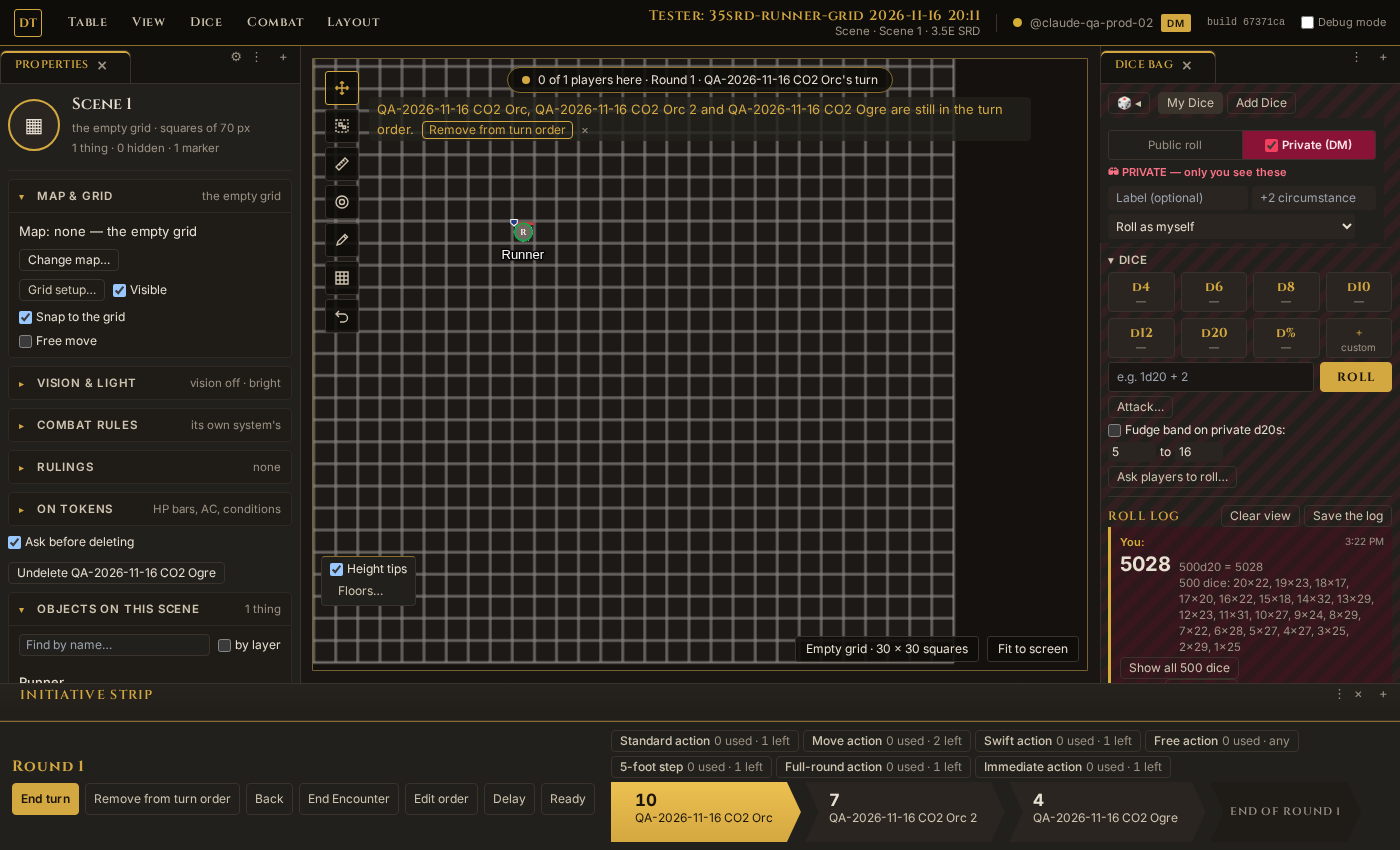 DT
TABLE VIEW DICE COMBAT LAYOUT
TESTER: 35SRD-RUNNER-GRID 2026-11-16 20:11
Scene · Scene 1 · 3.5E SRD
@claude-qa-prod-02 DM build 67371ca Debug mode
PROPERTIES
SCENE 1
the empty grid · squares of 70 px
1 thing · 0 hidden · 1 marker
MAP & GRID the empty grid
Map: none — the empty grid
Change map...
Grid setup... Visible
Snap to the grid
Free move
VISION & LIGHT vision off · bright
COMBAT RULES its own system's
RULINGS none
ON TOKENS HP bars, AC, conditions
Ask before deleting
Undelete QA-2026-11-16 CO2 Ogre
OBJECTS ON THIS SCENE 1 thing
Find by name... by layer
Runner
0 of 1 players here · Round 1 · QA-2026-11-16 CO2 Orc's turn
QA-2026-11-16 CO2 Orc, QA-2026-11-16 CO2 Orc 2 and QA-2026-11-16 CO2 Ogre are still in the turn
order. Remove from turn order ×
R
Runner
Height tips
Floors...
Empty grid · 30 × 30 squares Fit to screen
DICE BAG
My Dice Add Dice
Public roll Private (DM)
PRIVATE — only you see these
Label (optional) +2 circumstance
Roll as myself
DICE
D4 D6 D8 D10
— — — —
D12 D20 D% +
— — — custom
e.g. 1d20 + 2 ROLL
Attack...
Fudge band on private d20s:
5 to 16
Ask players to roll...
ROLL LOG Clear view Save the log
You: 3:22 PM
5028 500d20 = 5028
500 dice: 20×22, 19×23, 18×17,
17×20, 16×22, 15×18, 14×32, 13×29,
12×23, 11×31, 10×27, 9×24, 8×29,
7×22, 6×28, 5×27, 4×27, 3×25,
2×29, 1×25
Show all 500 dice
INITIATIVE STRIP
ROUND 1
End turn Remove from turn order Back End Encounter Edit order Delay Ready
Standard action 0 used · 1 left Move action 0 used · 2 left Swift action 0 used · 1 left Free action 0 used · any
5-foot step 0 used · 1 left Full-round action 0 used · 1 left Immediate action 0 used · 1 left
10 QA-2026-11-16 CO2 Orc
7 QA-2026-11-16 CO2 Orc 2
4 QA-2026-11-16 CO2 Ogre
END OF ROUND 1